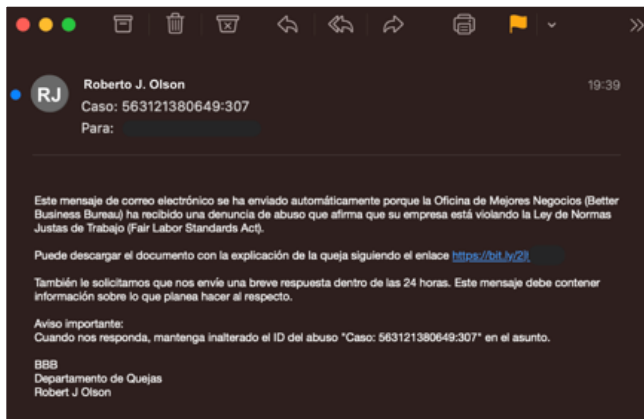 RJ
Roberto J. Olson
19:39
Caso: 563121380649:307
Para:
Este mensaje de correo electrónico se ha enviado automáticamente porque la Oficina de Mejores Negocios (Better
Business Bureau) ha recibido una denuncia de abuso que afirma que su empresa está violando la Ley de Normas
Justas de Trabajo (Fair Labor Standards Act).
Puede descargar el documento con la explicación de la queja siguiendo el enlace https://bit.ly/2
También le solicitamos que nos envíe una breve respuesta dentro de las 24 horas. Este mensaje debe contener
información sobre lo que planea hacer al respecto.
Aviso importante:
Cuando nos responda, mantenga inalterado el ID del abuso "Caso: 563121380649:307" en el asunto.
BBB
Departamento de Quejas
Robert J Olson